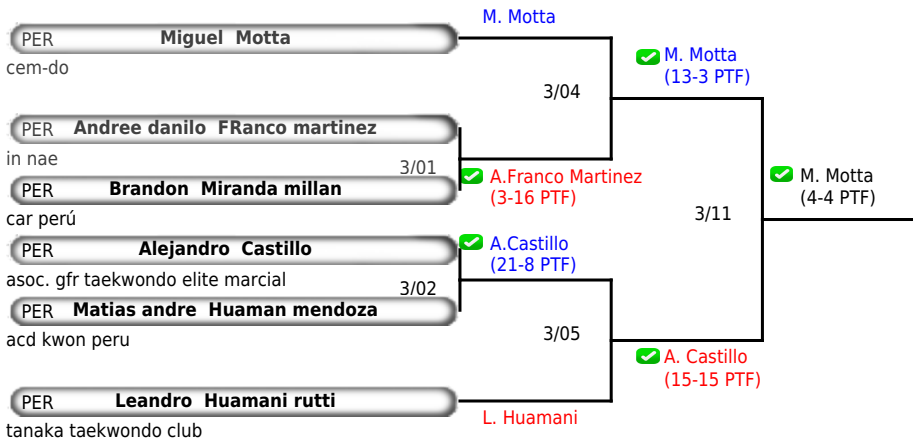 M. Motta
PER Miguel Motta
cem-do
M. Motta
(13-3 PTF)
3/04
PER Andree danilo FRanco martinez
in nae
3/01
A.Franco Martinez
(3-16 PTF)
PER Brandon Miranda millan
car perú
M. Motta
(4-4 PTF)
3/11
PER Alejandro Castillo
asoc. gfr taekwondo elite marcial
A.Castillo
(21-8 PTF)
3/02
PER Matias andre Huaman mendoza
acd kwon peru
3/05
A. Castillo
(15-15 PTF)
PER Leandro Huamani rutti
tanaka taekwondo club
L. Huamani